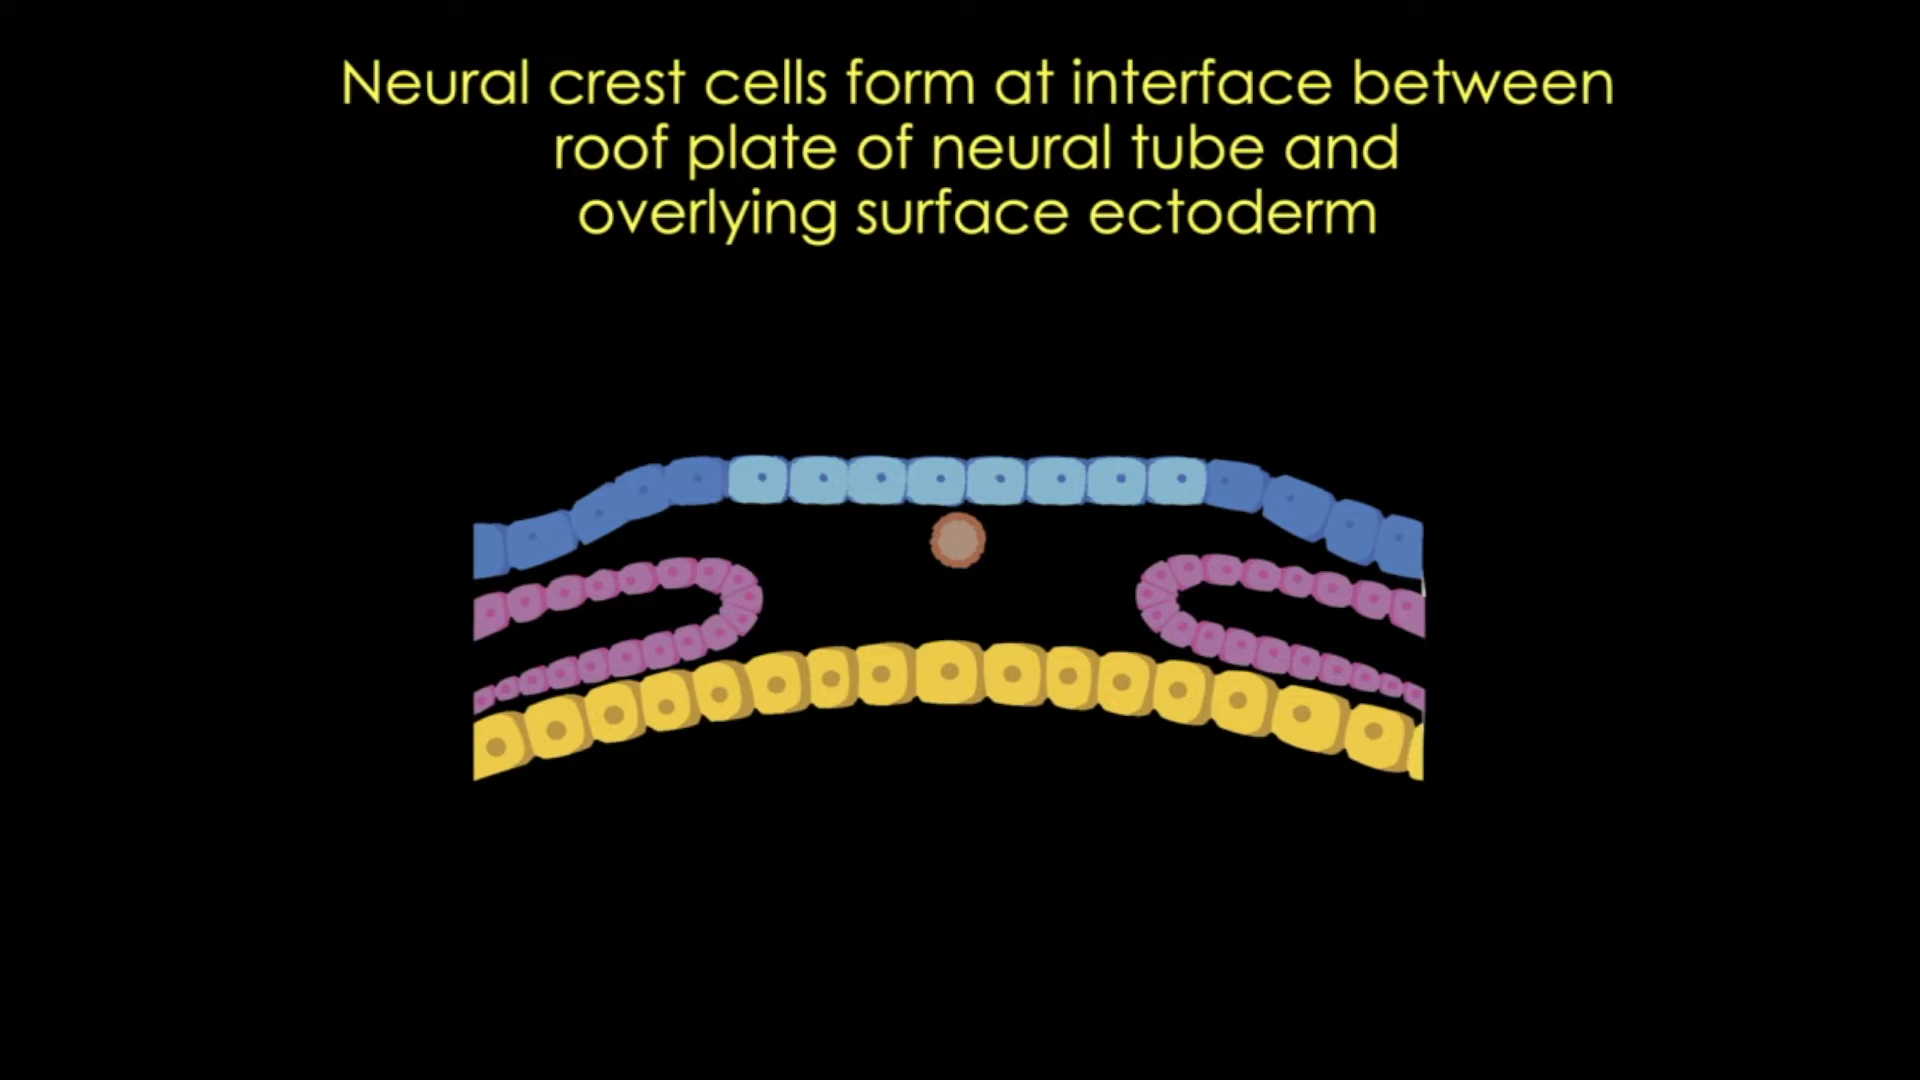 Neural crest cells form at interface between
roof plate of neural tube and
overlying surface ectoderm